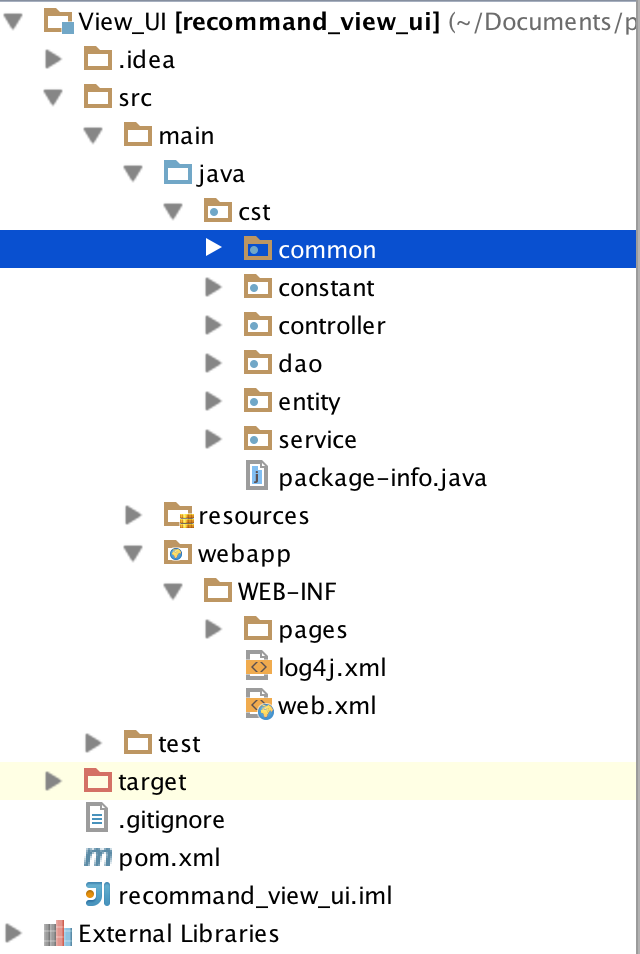 View_UI [recommand_view_ui] (~/Documents/p
.idea
src
main
java
cst
common
constant
controller
dao
entity
service
package-info.java
resources
webapp
WEB-INF
pages
log4j.xml
web.xml
test
target
.gitignore
pom.xml
recommand_view_ui.iml
External Libraries